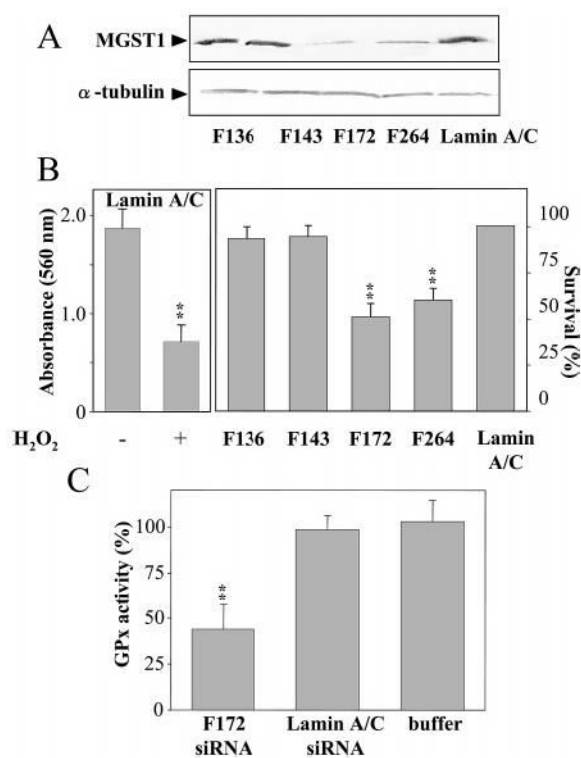 A
MGST1
α-tubulin
F136 F143 F172 F264 Lamin A/C
B
Lamin A/C
Absorbance (560 nm)
2.0
1.0
0
**
**
**
100
75
50
25
0
Survival (%)
H2O2 - + F136 F143 F172 F264 Lamin
A/C
C
GPx activity (%)
100
75
50
25
0
**
F172 Lamin A/C buffer
siRNA siRNA